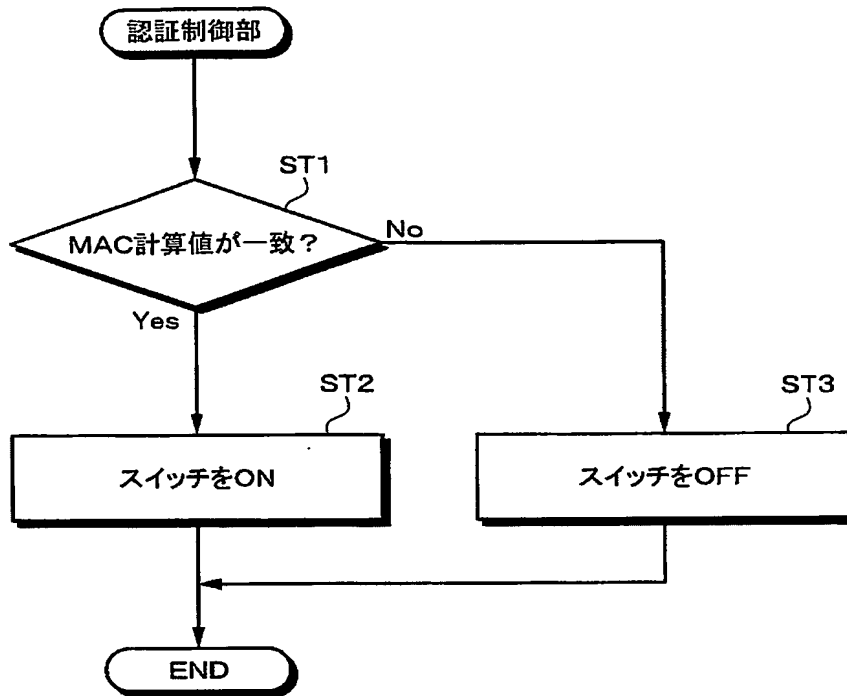 認証制御部
ST1
MAC計算値が一致？
No
Yes
ST2
スイッチをON
ST3
スイッチをOFF
END